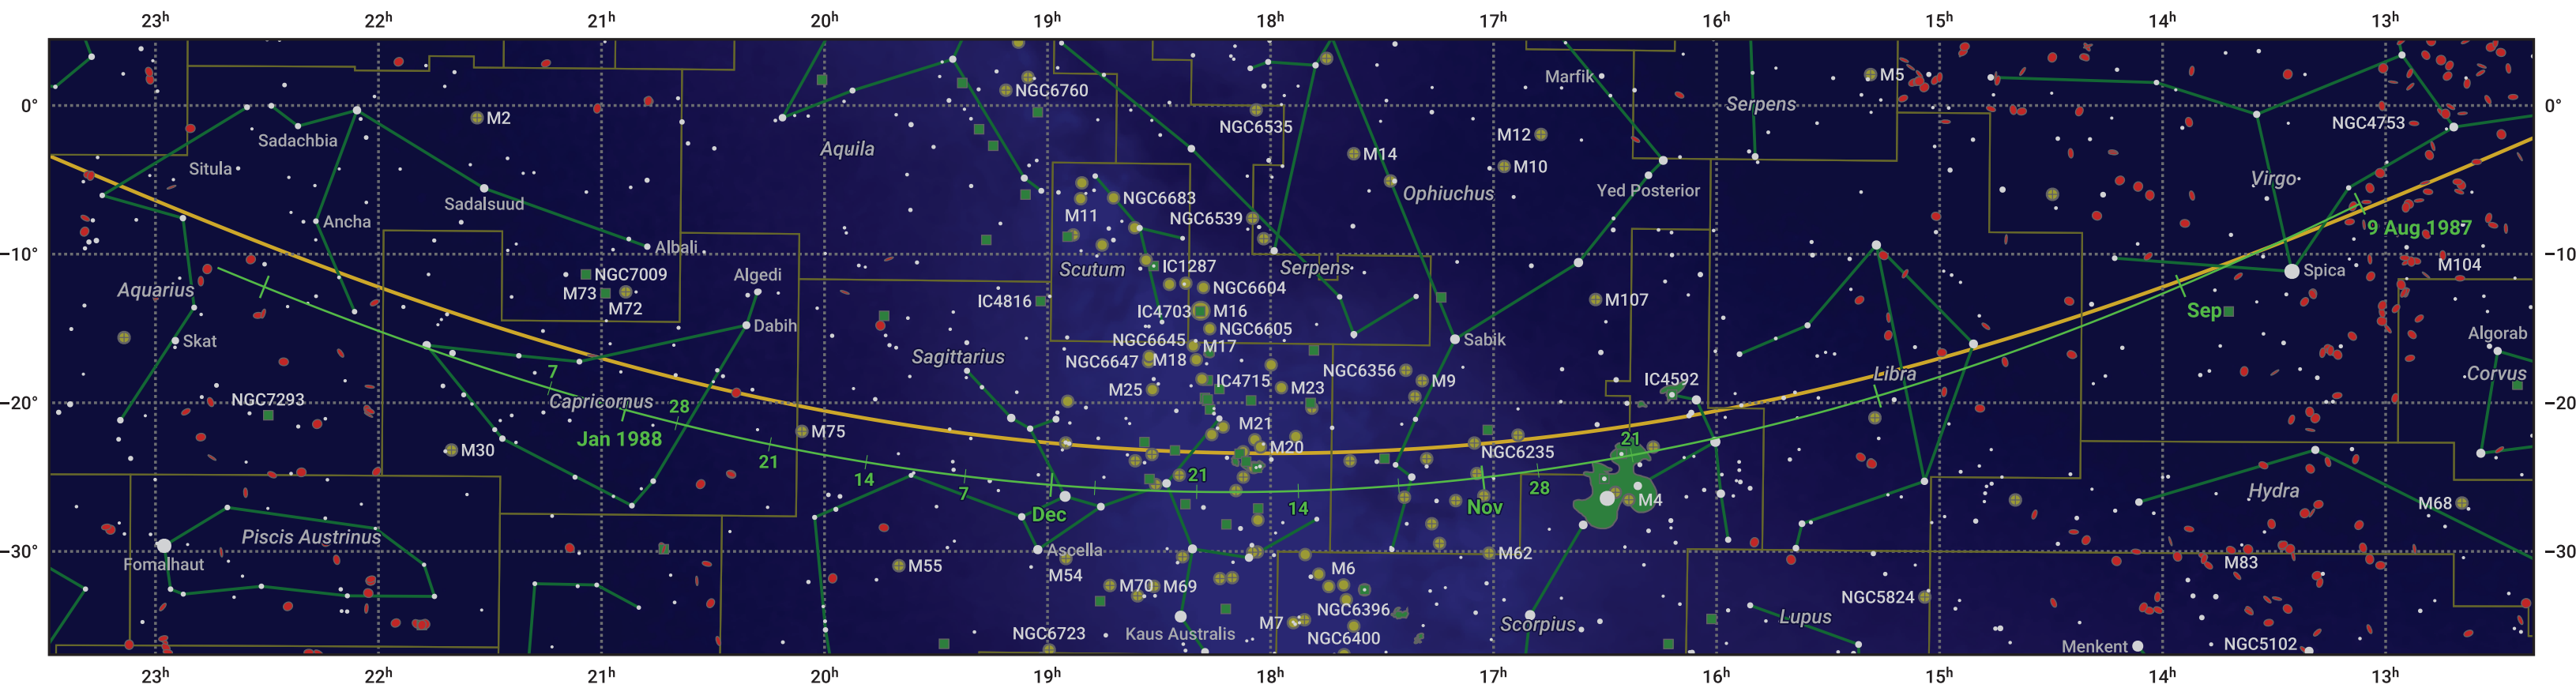 23h 22h 21h 20h 19h 18h 17h 16h 15h 14h 13h
Marfik
M5
NGC6760
Serpens
0°
0°
M2
NGC6535
M12
NGC4753
Sadachbia
Aquila
M14
M10
Situla
Ophiuchus
Yed Posterior
Virgo
Sadalsuud
NGC6683
M11
NGC6539
Ancha
9 Aug 1987
Albali
−10°
−10
Scutum
IC1287
Serpens
Spica
M104
NGC7009
Algedi
Aquarius
M73
NGC6604
M72
IC4816
M107
IC4703
M16
Sep
Dabih
NGC6605
Skat
NGC6645
M17
Sabik
Algorab
Sagittarius
NGC6647
M18
7
NGC6356
Libra
Corvus
IC4715
M9
IC4592
M25
M23
NGC7293
Capricornus
28
−20°
−20
M21
Jan 1988
M75
21
M20
M30
NGC6235
21
14
21
28
7
14
Hydra
M4
M68
Dec
Nov
Piscis Austrinus
−30°
−30
Ascella
M62
Fomalhaut
M55
M54
M6
M83
M70
M69
NGC5824
NGC6396
M7
Scorpius
Lupus
NGC6723
Kaus Australis
NGC6400
Menkent
NGC5102
23h 22h 21h 20h 19h 18h 17h 16h 15h 14h 13h